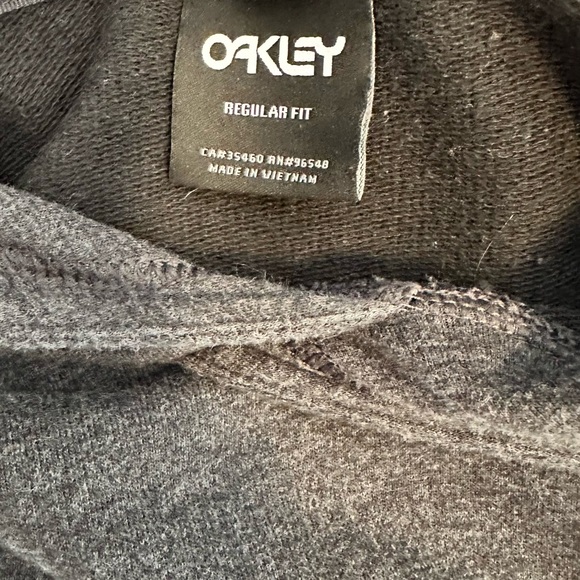 OAKLEY
REGULAR FIT
CA#35460 RN#96548
MADE IN VIETNAM